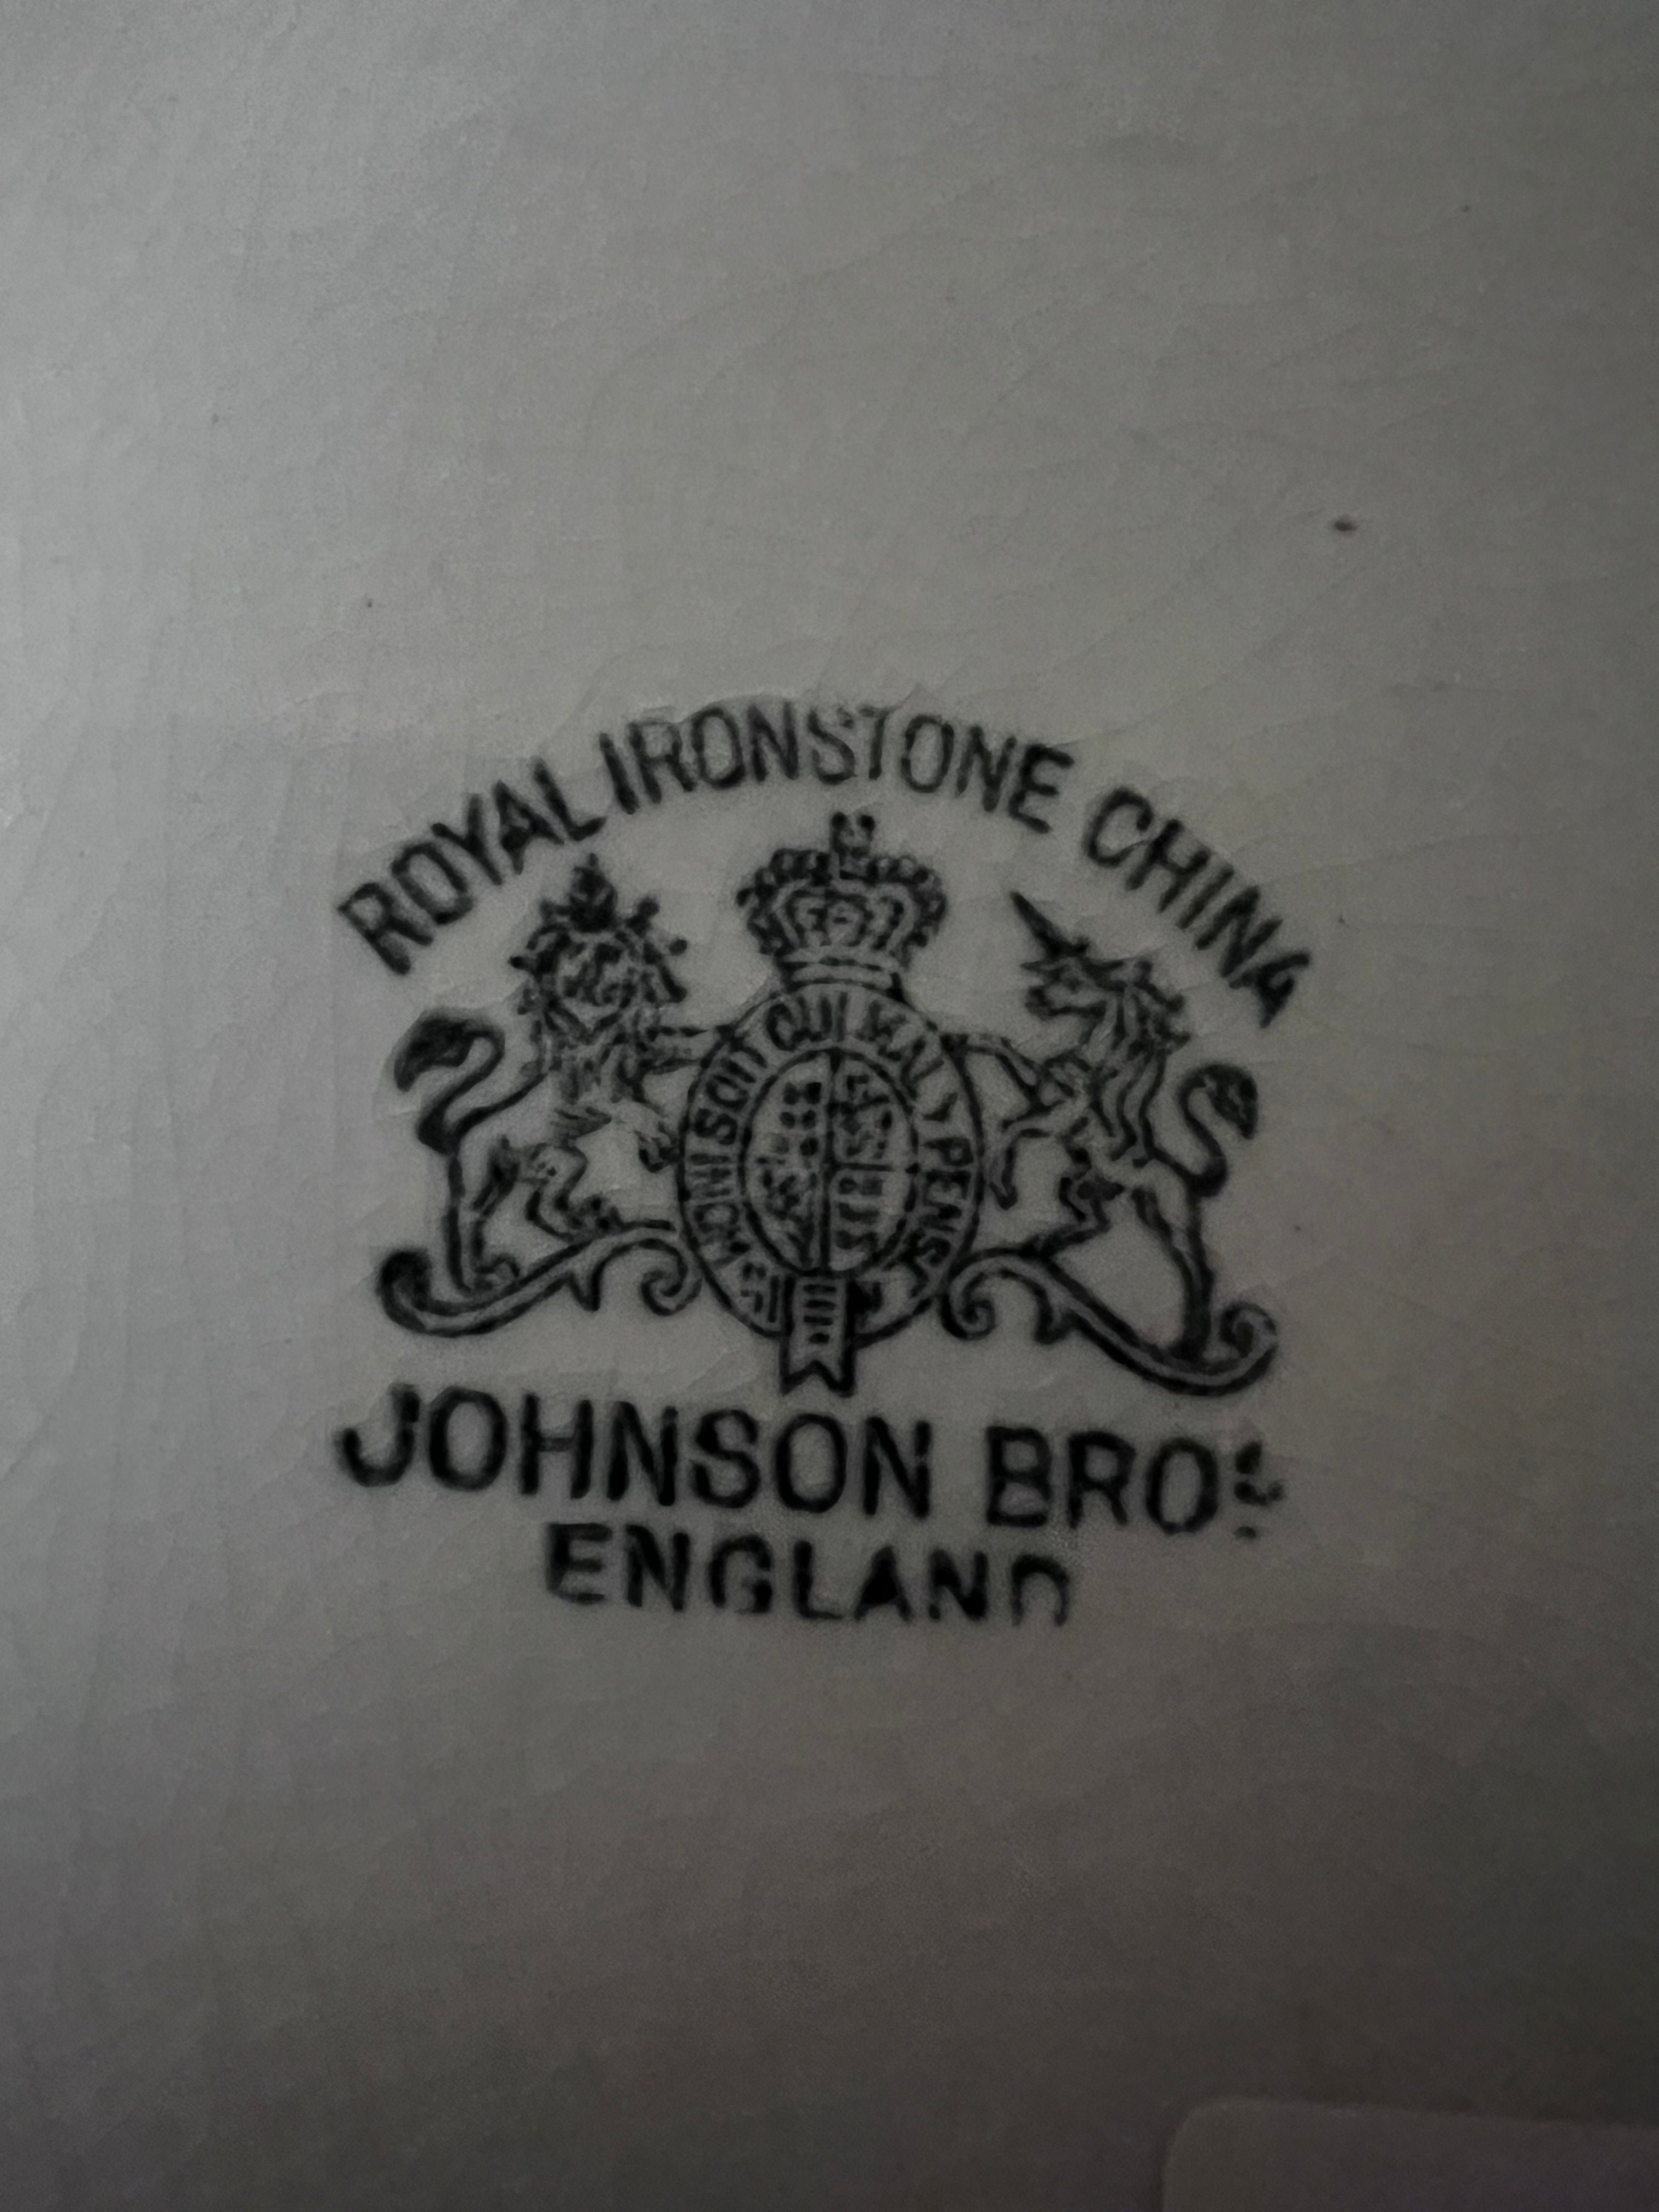 ROYAL IRONSTONE CHINA
HONI SOIT QUI MAL Y PENSE
JOHNSON BROS
ENGLAND